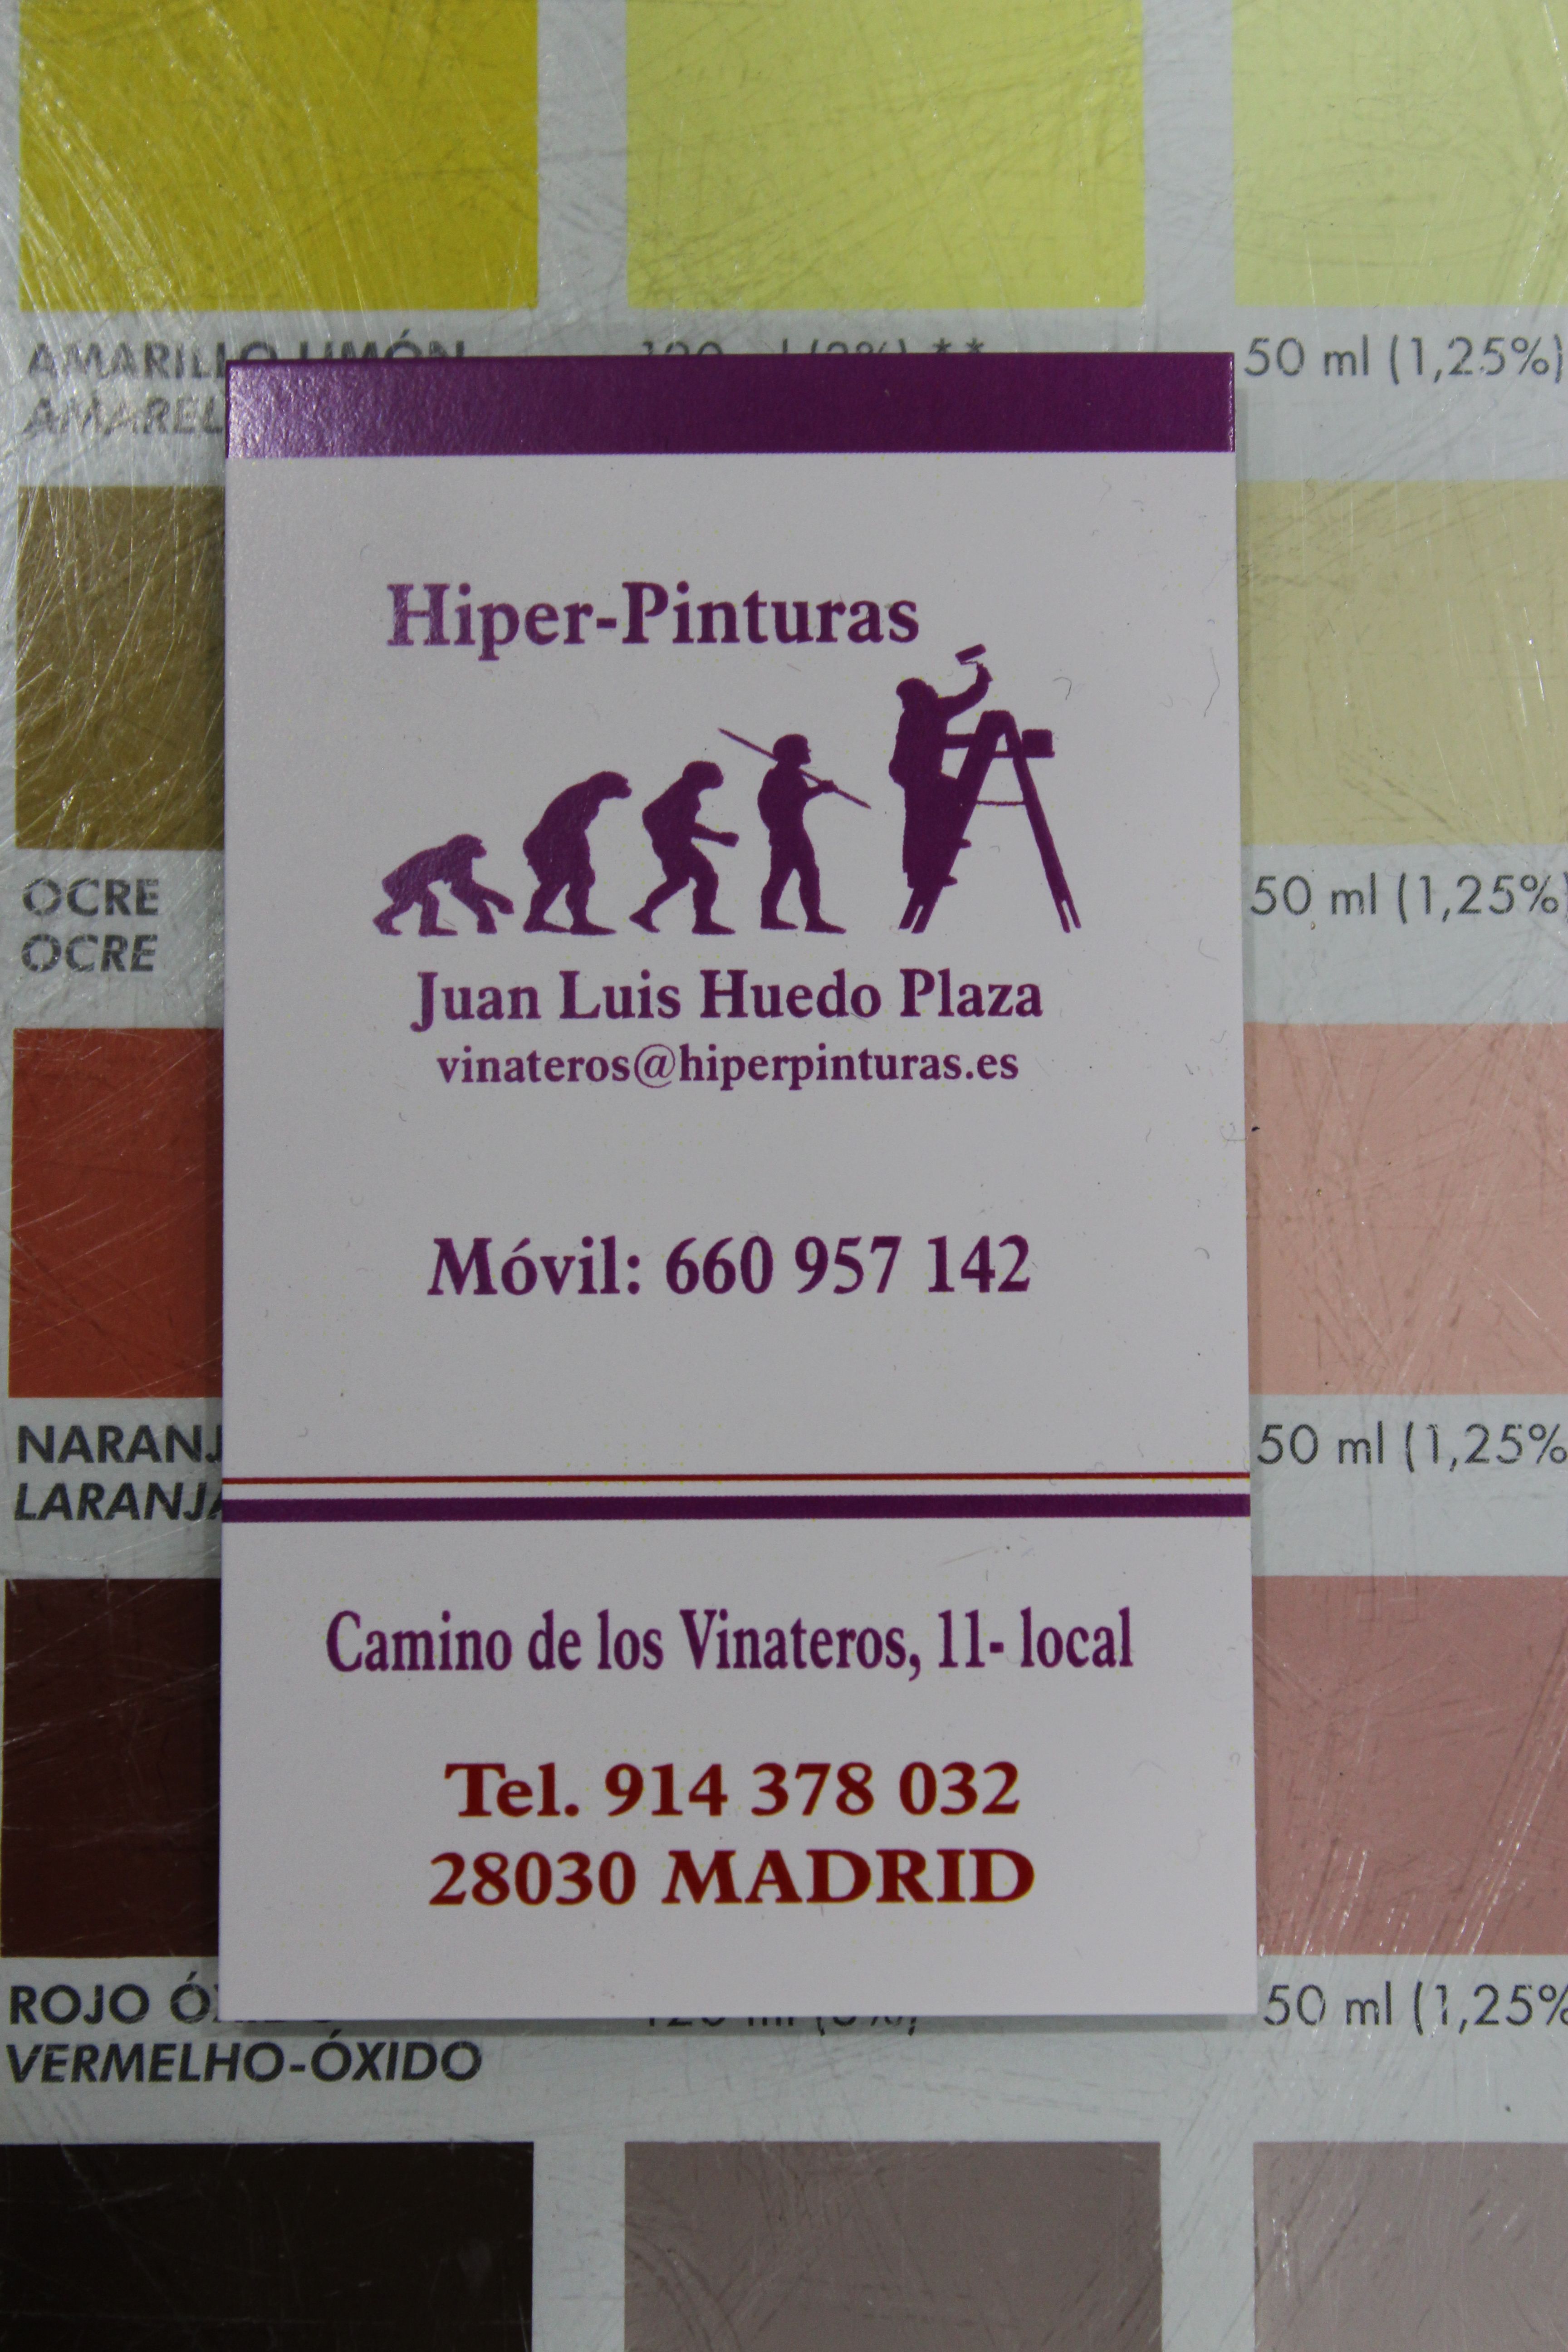 AMARILLO LIMÓN
50 ml (1,25%)
Hiper-Pinturas
Juan Luis Huedo Plaza
vinateros@hiperpinturas.es
Móvil: 660 957 142
Camino de los Vinateros, 11- local
Tel. 914 378 032
28030 MADRID
OCRE
OCRE
50 ml (1,25%)
50 ml (1,25%
ROJO
VERMELHO-ÓXIDO
50 ml (1,25%